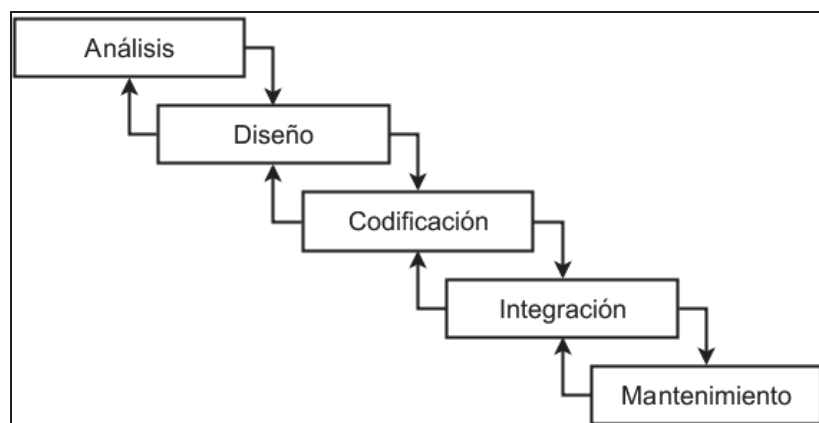 Análisis
Diseño
Codificación
Integración
Mantenimiento